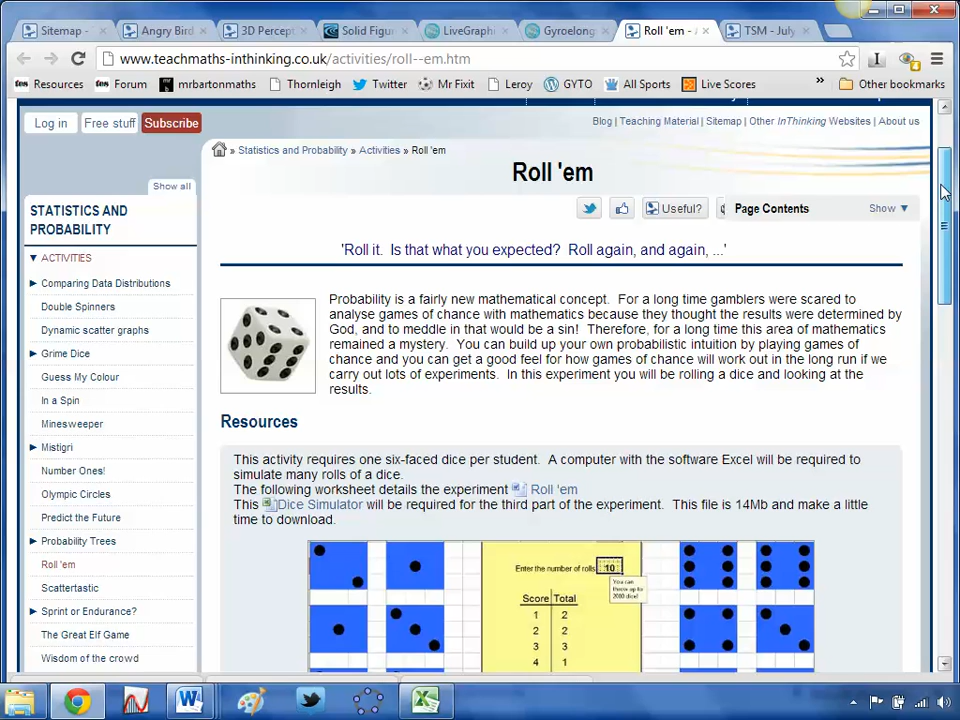 Sitemap -
Angry Bird
3D Percept
Solid Figur
LiveGraphi
Gyroelong
Roll 'em -
TSM - July
www.teachmaths-inthinking.co.uk/activities/roll--em.htm
Resources
Forum
mrbartonmaths
Thornleigh
Twitter
Mr Fixit
Leroy
GYTO
All Sports
Live Scores
»
Other bookmarks
Log in
Free stuff
Subscribe
Blog | Teaching Material | Sitemap | Other InThinking Websites | About us
» Statistics and Probability » Activities » Roll 'em
Roll 'em
Useful?
Page Contents
Show ▼
Show all
STATISTICS AND
PROBABILITY
ACTIVITIES
Comparing Data Distributions
Double Spinners
Dynamic scatter graphs
Grime Dice
Guess My Colour
In a Spin
Minesweeper
Mistigri
Number Ones!
Olympic Circles
Predict the Future
Probability Trees
Roll 'em
Scattertastic
Sprint or Endurance?
The Great Elf Game
Wisdom of the crowd
'Roll it. Is that what you expected? Roll again, and again, ...'
Probability is a fairly new mathematical concept. For a long time gamblers were scared to
analyse games of chance with mathematics because they thought the results were determined by
God, and to meddle in that would be a sin! Therefore, for a long time this area of mathematics
remained a mystery. You can build up your own probabilistic intuition by playing games of
chance and you can get a good feel for how games of chance will work out in the long run if we
carry out lots of experiments. In this experiment you will be rolling a dice and looking at the
results.
Resources
This activity requires one six-faced dice per student. A computer with the software Excel will be required to
simulate many rolls of a dice.
The following worksheet details the experiment Roll 'em
This Dice Simulator will be required for the third part of the experiment. This file is 14Mb and make a little
time to download.
Enter the number of rolls 10
You can
throw up to
2000 dice!
Score Total
1 2
2 2
3 3
4 1